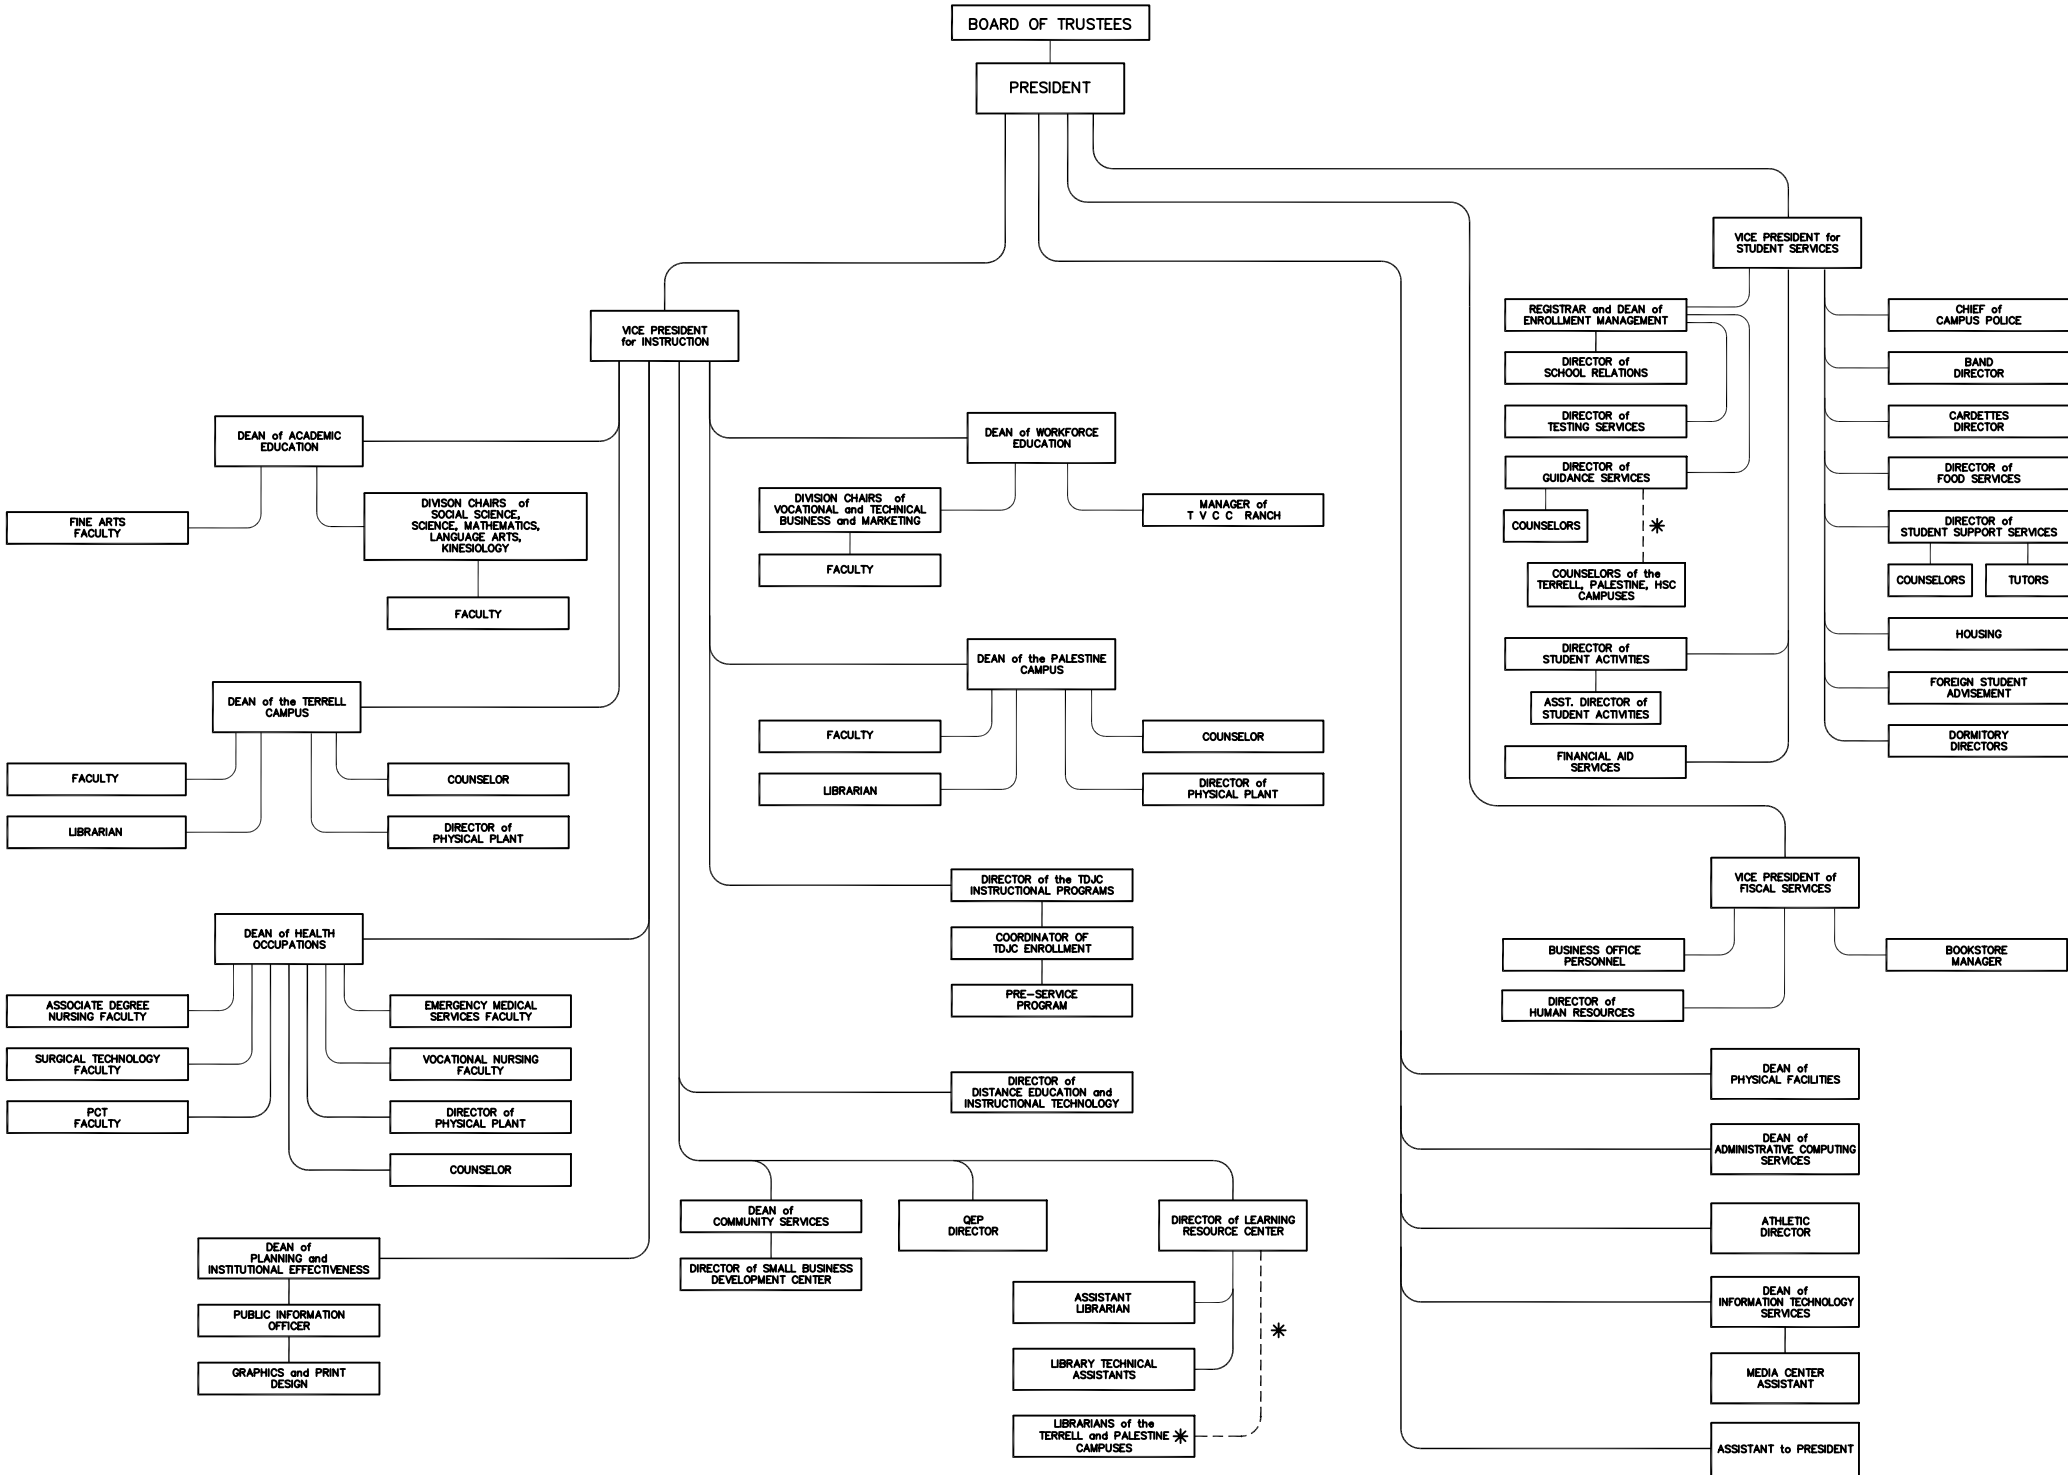 BOARD OF TRUSTEES
PRESIDENT
VICE PRESIDENT
for INSTRUCTION
DEAN of ACADEMIC
EDUCATION
FINE ARTS
FACULTY
DIVISON CHAIRS of
SOCIAL SCIENCE,
SCIENCE, MATHEMATICS,
LANGUAGE ARTS,
KINESIOLOGY
FACULTY
DEAN of the TERRELL
CAMPUS
FACULTY
COUNSELOR
LIBRARIAN
DIRECTOR of
PHYSICAL PLANT
DEAN of HEALTH
OCCUPATIONS
ASSOCIATE DEGREE
NURSING FACULTY
EMERGENCY MEDICAL
SERVICES FACULTY
SURGICAL TECHNOLOGY
FACULTY
VOCATIONAL NURSING
FACULTY
PCT
FACULTY
DIRECTOR of
PHYSICAL PLANT
COUNSELOR
DEAN of
PLANNING and
INSTITUTIONAL EFFECTIVENESS
PUBLIC INFORMATION
OFFICER
GRAPHICS and PRINT
DESIGN
DEAN of WORKFORCE
EDUCATION
DIVISION CHAIRS of
VOCATIONAL and TECHNICAL
BUSINESS and MARKETING
FACULTY
MANAGER of
T V C C RANCH
DEAN of the PALESTINE
CAMPUS
FACULTY
COUNSELOR
LIBRARIAN
DIRECTOR of
PHYSICAL PLANT
DIRECTOR of the TDJC
INSTRUCTIONAL PROGRAMS
COORDINATOR OF
TDJC ENROLLMENT
PRE-SERVICE
PROGRAM
DIRECTOR of
DISTANCE EDUCATION and
INSTRUCTIONAL TECHNOLOGY
DEAN of
COMMUNITY SERVICES
DIRECTOR of SMALL BUSINESS
DEVELOPMENT CENTER
QEP
DIRECTOR
DIRECTOR of LEARNING
RESOURCE CENTER
ASSISTANT
LIBRARIAN
*
LIBRARY TECHNICAL
ASSISTANTS
LIBRARIANS of the
TERRELL and PALESTINE *
CAMPUSES
VICE PRESIDENT for
STUDENT SERVICES
REGISTRAR and DEAN of
ENROLLMENT MANAGEMENT
DIRECTOR of
SCHOOL RELATIONS
DIRECTOR of
TESTING SERVICES
DIRECTOR of
GUIDANCE SERVICES
COUNSELORS
*
COUNSELORS of the
TERRELL, PALESTINE, HSC
CAMPUSES
DIRECTOR of
STUDENT ACTIVITIES
ASST. DIRECTOR of
STUDENT ACTIVITIES
FINANCIAL AID
SERVICES
CHIEF of
CAMPUS POLICE
BAND
DIRECTOR
CARDETTES
DIRECTOR
DIRECTOR of
FOOD SERVICES
DIRECTOR of
STUDENT SUPPORT SERVICES
COUNSELORS
TUTORS
HOUSING
FOREIGN STUDENT
ADVISEMENT
DORMITORY
DIRECTORS
VICE PRESIDENT of
FISCAL SERVICES
BUSINESS OFFICE
PERSONNEL
BOOKSTORE
MANAGER
DIRECTOR of
HUMAN RESOURCES
DEAN of
PHYSICAL FACILITIES
DEAN of
ADMINISTRATIVE COMPUTING
SERVICES
ATHLETIC
DIRECTOR
DEAN of
INFORMATION TECHNOLOGY
SERVICES
MEDIA CENTER
ASSISTANT
ASSISTANT to PRESIDENT